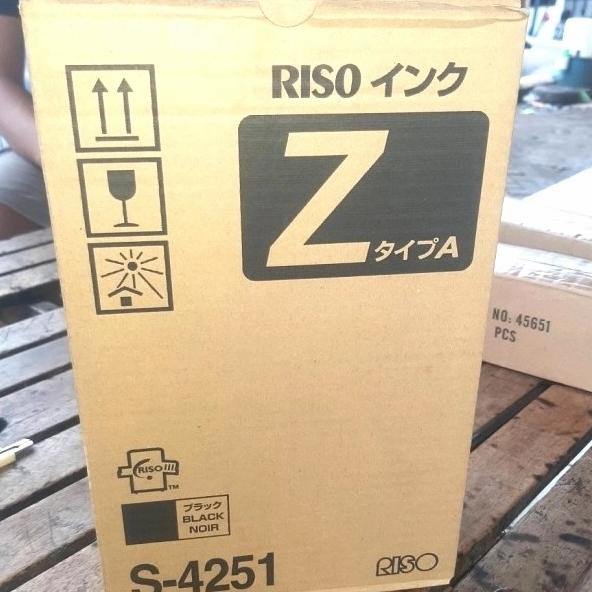 RISO インク
Z タイプA
NO: 45651
PCS
RISO
TM
ブラック
BLACK
NOIR
S-4251
RISO